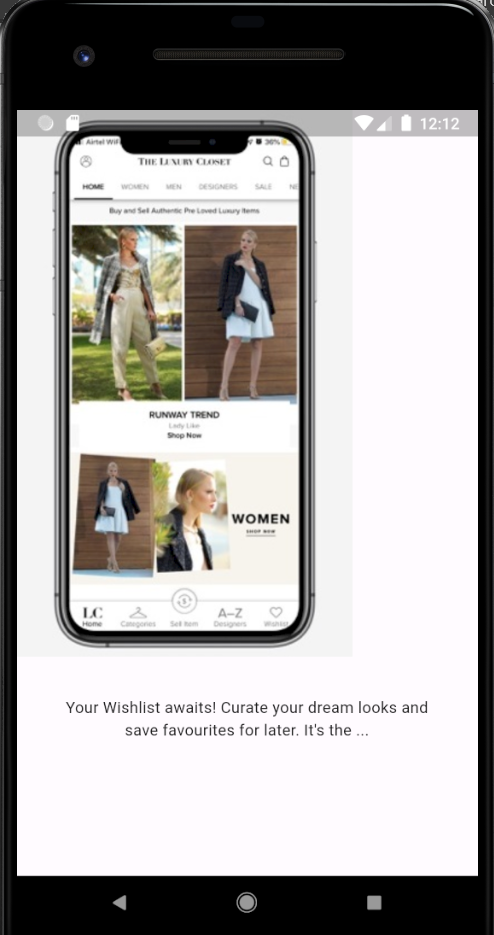 12:12
Airtel WiFi
36%
THE LUXURY CLOSET
HOME WOMEN MEN DESIGNERS SALE NE
Buy and Sell Authentic Pre Loved Luxury Items
RUNWAY TREND
Lady Like
Shop Now
WOMEN
SHOP NOW
LC A–Z
Home Categories Sell Item Designers Wishlist
Your Wishlist awaits! Curate your dream looks and
save favourites for later. It's the ...